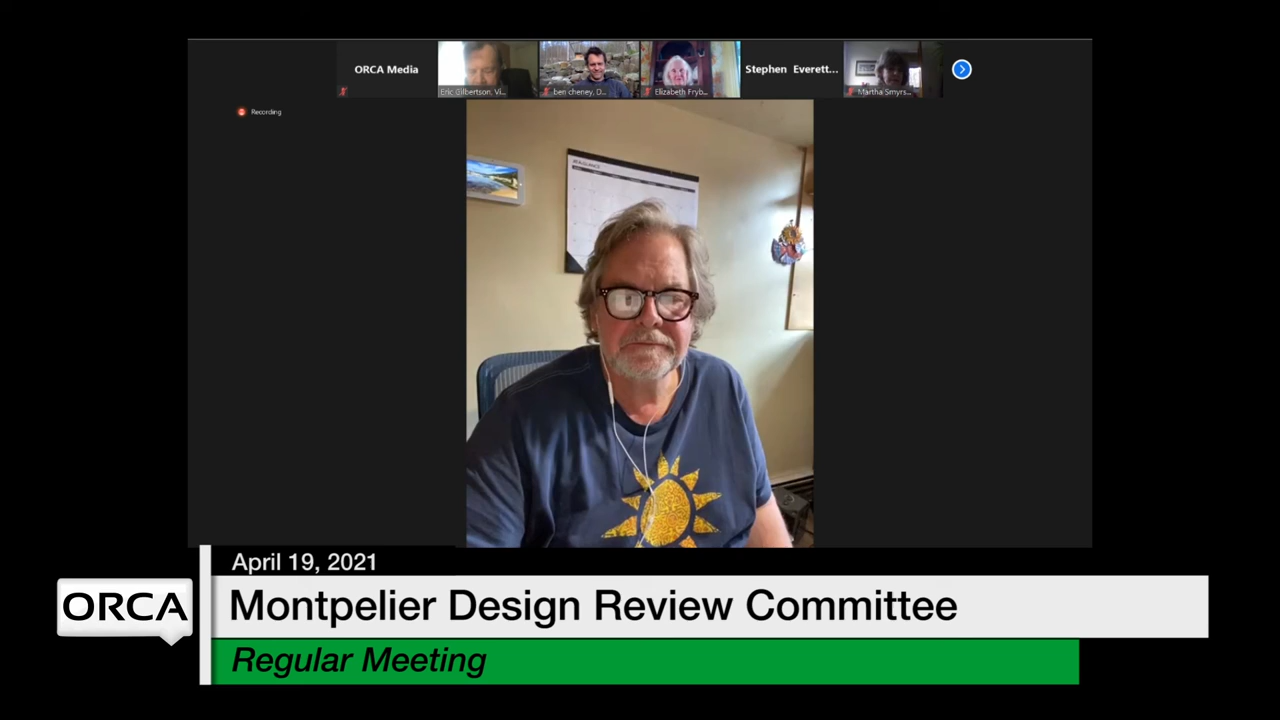 ORCA Media
Eric Gilbertson, Vi...
ben cheney, O...
Elizabeth Fryb...
Stephen Everett...
Martha Smyrs...
Recording
April 19, 2021
ORCA
Montpelier Design Review Committee
Regular Meeting